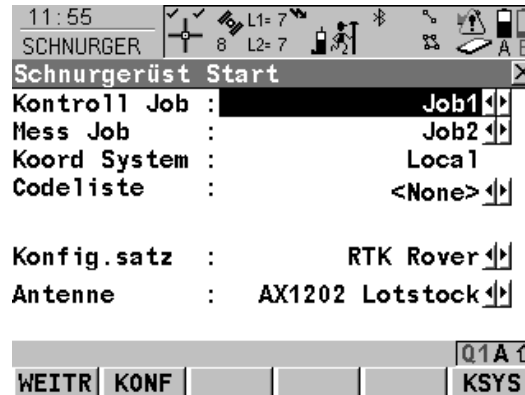 11:55
SCHNURGER
8
L1= 7
L2= 7
A
Schnurgerüst Start
Kontroll Job : Job1
Mess Job : Job2
Koord System : Local
Codeliste : <None>
Konfig.satz : RTK Rover
Antenne : AX1202 Lotstock
Q1A
WEITR KONF KSYS